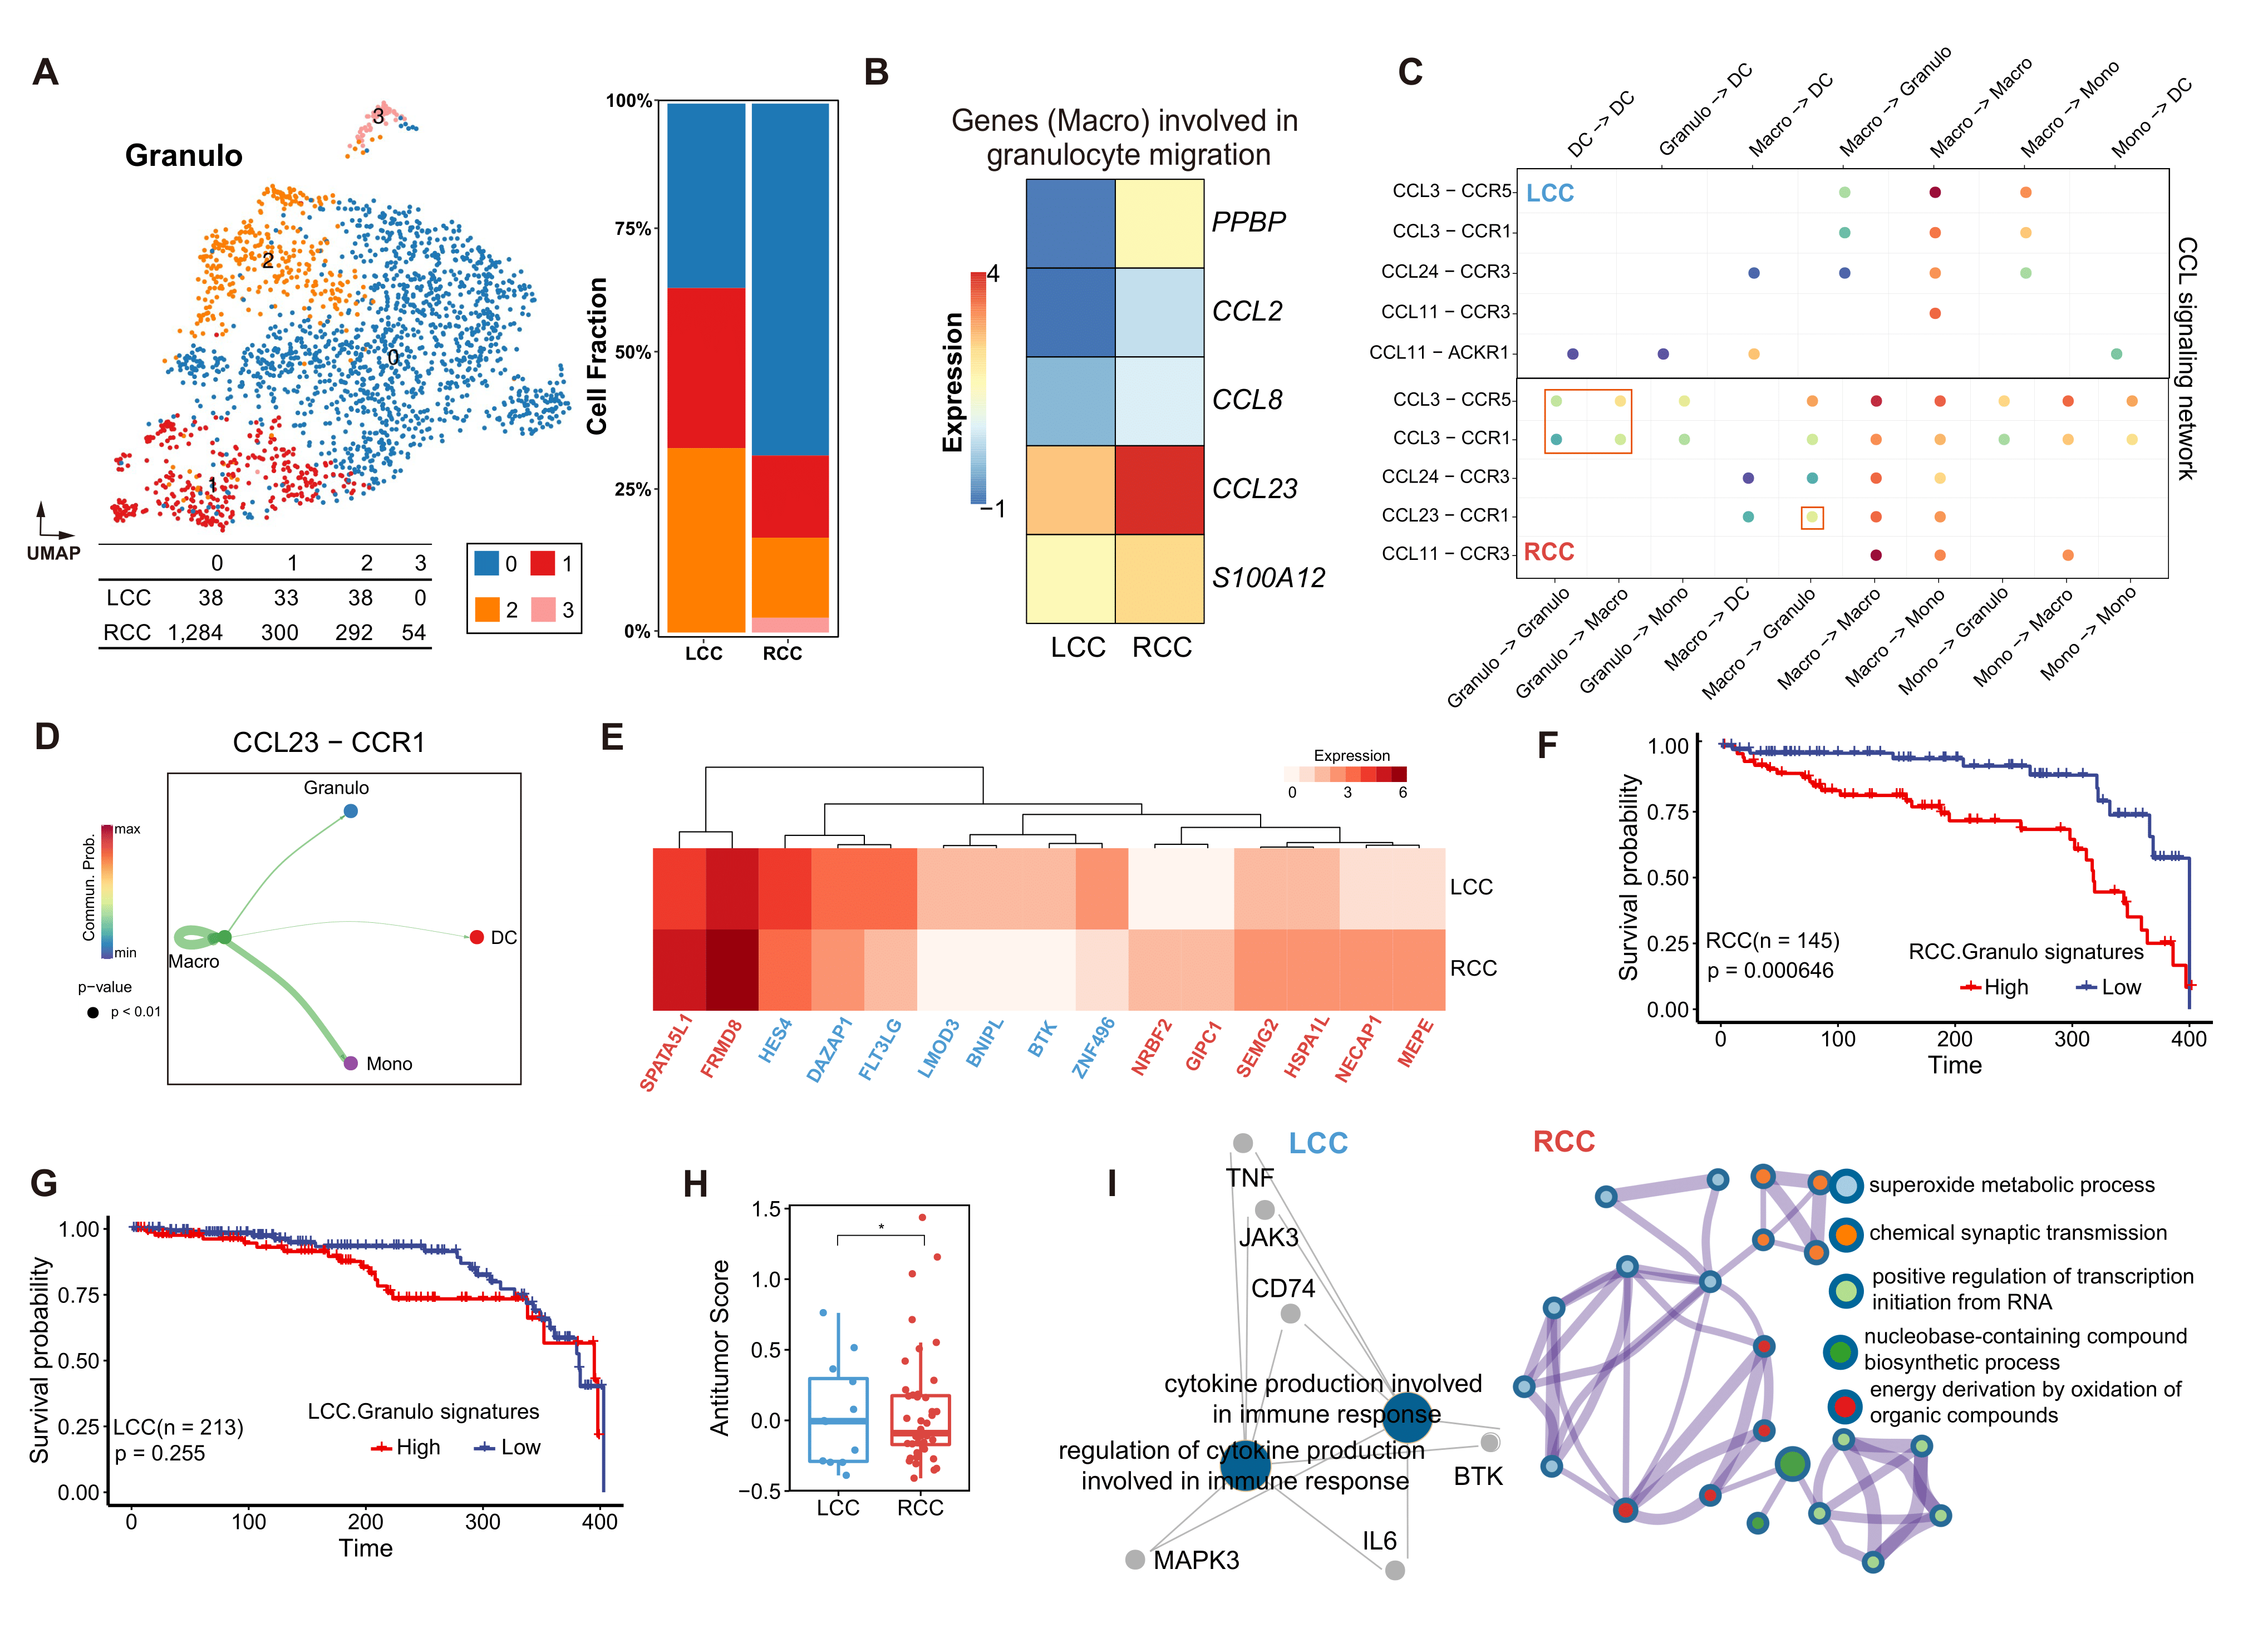 A
Granulo
3
2
0
1
UMAP
0 1 2 3
LCC 38 33 38 0
RCC 1,284 300 292 54
0 1
2 3
Cell Fraction
100%
75%
50%
25%
0%
LCC RCC
B
Genes (Macro) involved in
granulocyte migration
Expression
4
−1
PPBP
CCL2
CCL8
CCL23
S100A12
LCC RCC
C
DC −> DC
Granulo −> DC
Macro −> DC
Macro −> Granulo
Macro −> Macro
Macro −> Mono
Mono −> DC
LCC
CCL3 − CCR5
CCL3 − CCR1
CCL24 − CCR3
CCL11 − CCR3
CCL11 − ACKR1
CCL3 − CCR5
CCL3 − CCR1
CCL24 − CCR3
CCL23 − CCR1
CCL11 − CCR3
RCC
CCL signaling network
Granulo −> Granulo
Granulo −> Macro
Granulo −> Mono
Macro −> DC
Macro −> Granulo
Macro −> Macro
Macro −> Mono
Mono −> Granulo
Mono −> Macro
Mono −> Mono
D
CCL23 − CCR1
Commun. Prob.
max
min
p−value
p < 0.01
Granulo
DC
Macro
Mono
E
Expression
0 3 6
LCC
RCC
SPATA5L1
FRMD8
HES4
DAZAP1
FLT3LG
LMOD3
BNIPL
BTK
ZNF496
NRBF2
GIPC1
SEMG2
HSPA1L
NECAP1
MEPE
F
Survival probability
1.00
0.75
0.50
0.25
0.00
RCC(n = 145)
p = 0.000646
RCC.Granulo signatures
High Low
0 100 200 300 400
Time
G
Survival probability
1.00
0.75
0.50
0.25
0.00
LCC(n = 213)
p = 0.255
LCC.Granulo signatures
High Low
0 100 200 300 400
Time
H
Antitumor Score
1.5
1.0
0.5
0.0
−0.5
*
LCC RCC
I
LCC
TNF
JAK3
CD74
cytokine production involved
in immune response
regulation of cytokine production
involved in immune response
BTK
IL6
MAPK3
RCC
superoxide metabolic process
chemical synaptic transmission
positive regulation of transcription
initiation from RNA
nucleobase-containing compound
biosynthetic process
energy derivation by oxidation of
organic compounds